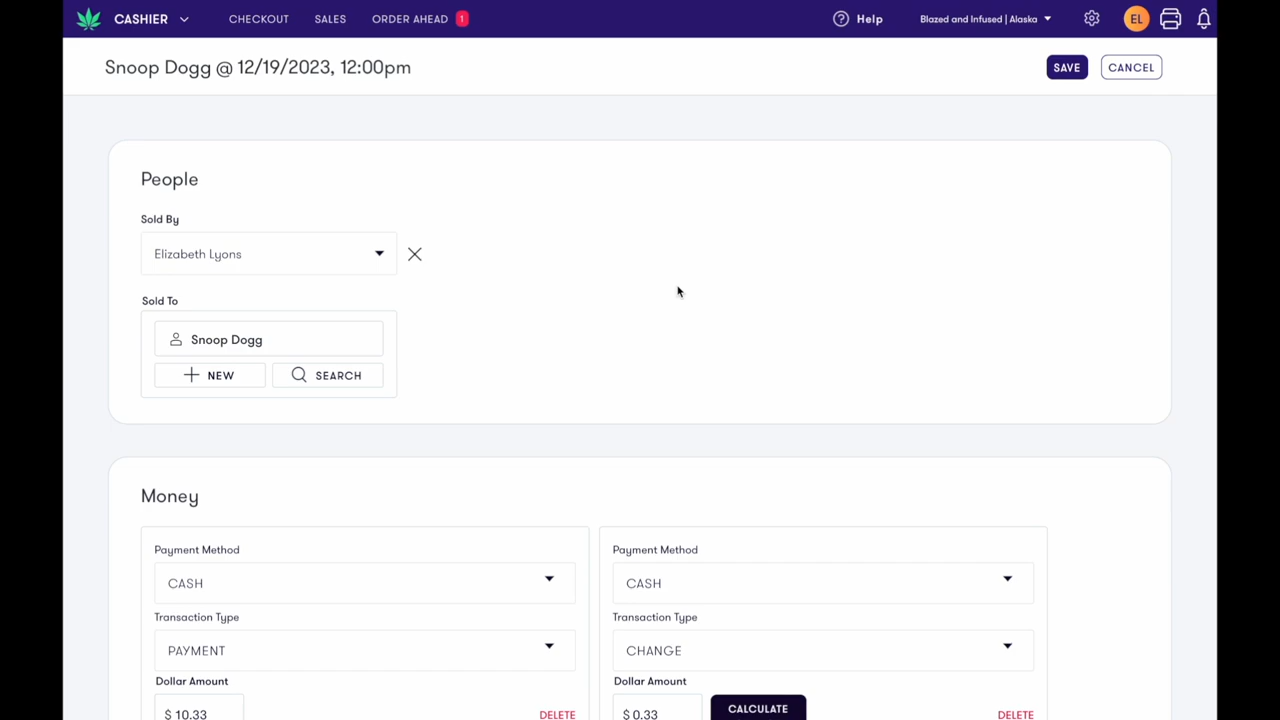 CASHIER CHECKOUT SALES ORDER AHEAD 1 Help Blazed and Infused | Alaska EL
Snoop Dogg @ 12/19/2023, 12:00pm SAVE CANCEL
People
Sold By
Elizabeth Lyons
Sold To
Snoop Dogg
NEW SEARCH
Money
Payment Method Payment Method
CASH CASH
Transaction Type Transaction Type
PAYMENT CHANGE
Dollar Amount Dollar Amount
$ 10.33 DELETE $ 0.33 CALCULATE DELETE